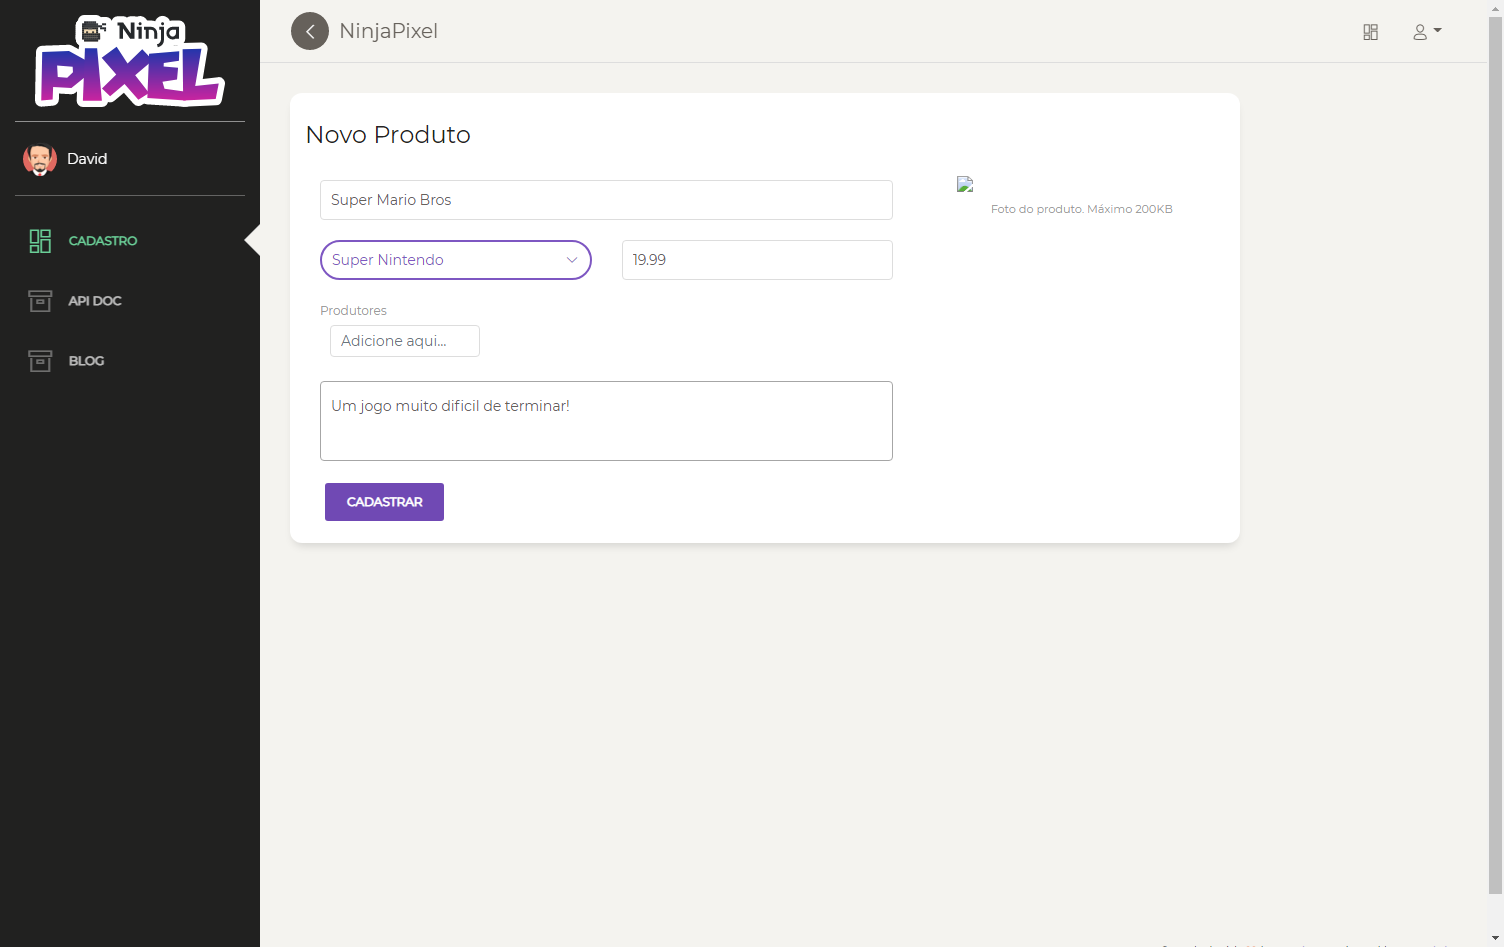 Ninja
PIXEL
NinjaPixel
David
CADASTRO
API DOC
BLOG
Novo Produto
Super Mario Bros
Foto do produto. Máximo 200KB
Super Nintendo
19.99
Produtores
Adicione aqui...
Um jogo muito dificil de terminar!
CADASTRAR